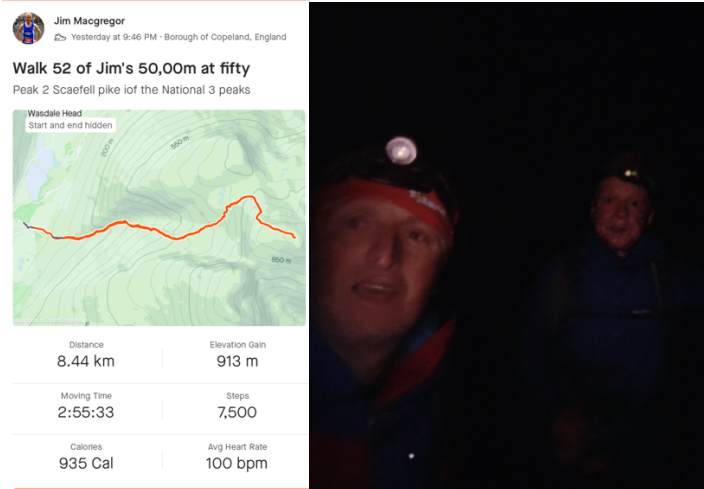 Jim Macgregor
Yesterday at 9:46 PM · Borough of Copeland, England
Walk 52 of Jim's 50,00m at fifty
Peak 2 Scaefell pike iof the National 3 peaks
Wasdale Head
Start and end hidden
200 m
550 m
850 m
Distance
8.44 km
Elevation Gain
913 m
Moving Time
2:55:33
Steps
7,500
Calories
935 Cal
Avg Heart Rate
100 bpm